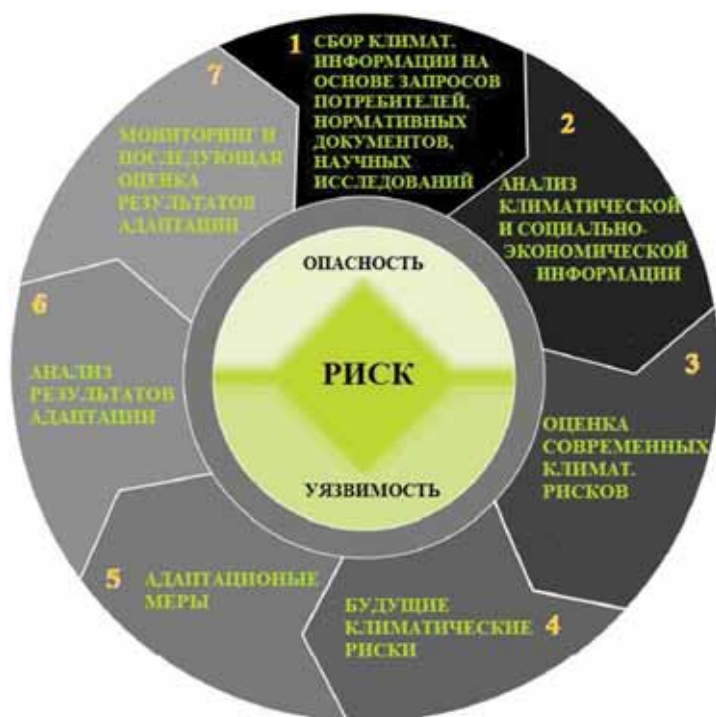 1
СБОР КЛИМАТ.
ИНФОРМАЦИИ НА
ОСНОВЕ ЗАПРОСОВ
ПОТРЕБИТЕЛЕЙ,
НОРМАТИВНЫХ
ДОКУМЕНТОВ,
НАУЧНЫХ
ИССЛЕДОВАНИЙ
2
АНАЛИЗ
КЛИМАТИЧЕСКОЙ
И СОЦИАЛЬНО-
ЭКОНОМИЧЕСКОЙ
ИНФОРМАЦИИ
3
ОЦЕНКА
СОВРЕМЕННЫХ
КЛИМАТ.
РИСКОВ
4
БУДУЩИЕ
КЛИМАТИЧЕСКИЕ
РИСКИ
5
АДАПТАЦИОНЫЕ
МЕРЫ
6
АНАЛИЗ
РЕЗУЛЬТАТОВ
АДАПТАЦИИ
7
МОНИТОРИНГ И
ПОСЛЕДУЮЩАЯ
ОЦЕНКА
РЕЗУЛЬТАТОВ
АДАПТАЦИИ
ОПАСНОСТЬ
РИСК
УЯЗВИМОСТЬ